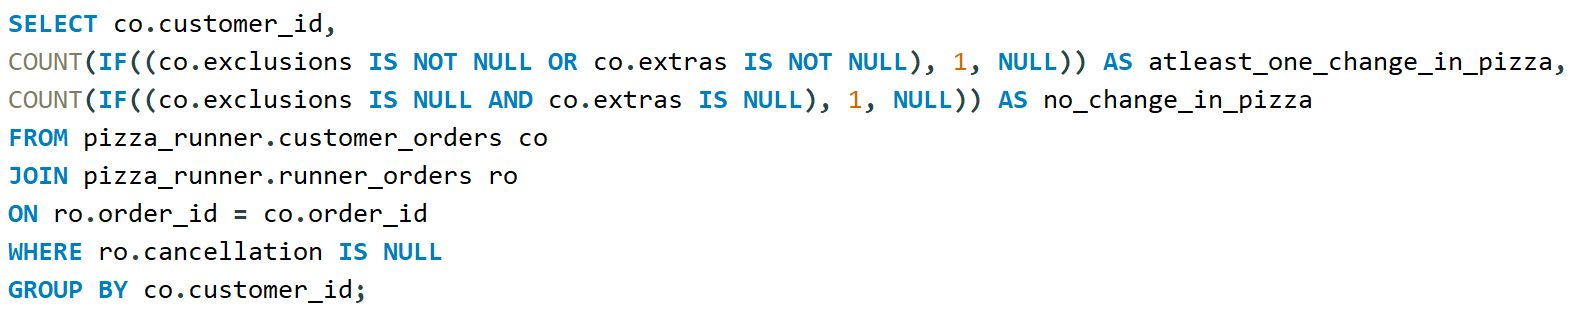 SELECT co.customer_id,
COUNT(IF((co.exclusions IS NOT NULL OR co.extras IS NOT NULL), 1, NULL)) AS atleast_one_change_in_pizza,
COUNT(IF((co.exclusions IS NULL AND co.extras IS NULL), 1, NULL)) AS no_change_in_pizza
FROM pizza_runner.customer_orders co
JOIN pizza_runner.runner_orders ro
ON ro.order_id = co.order_id
WHERE ro.cancellation IS NULL
GROUP BY co.customer_id;